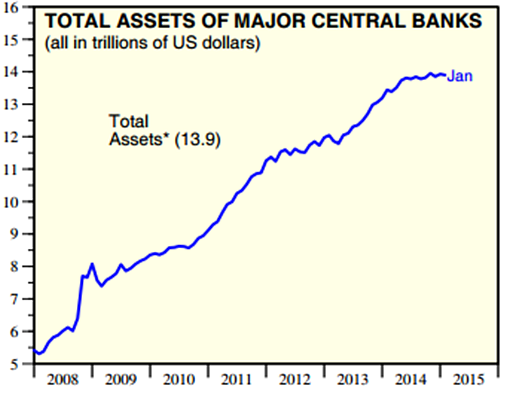 TOTAL ASSETS OF MAJOR CENTRAL BANKS
(all in trillions of US dollars)
16
15
14
13
12
11
10
9
8
7
6
5
Total
Assets* (13.9)
Jan
2008 2009 2010 2011 2012 2013 2014 2015